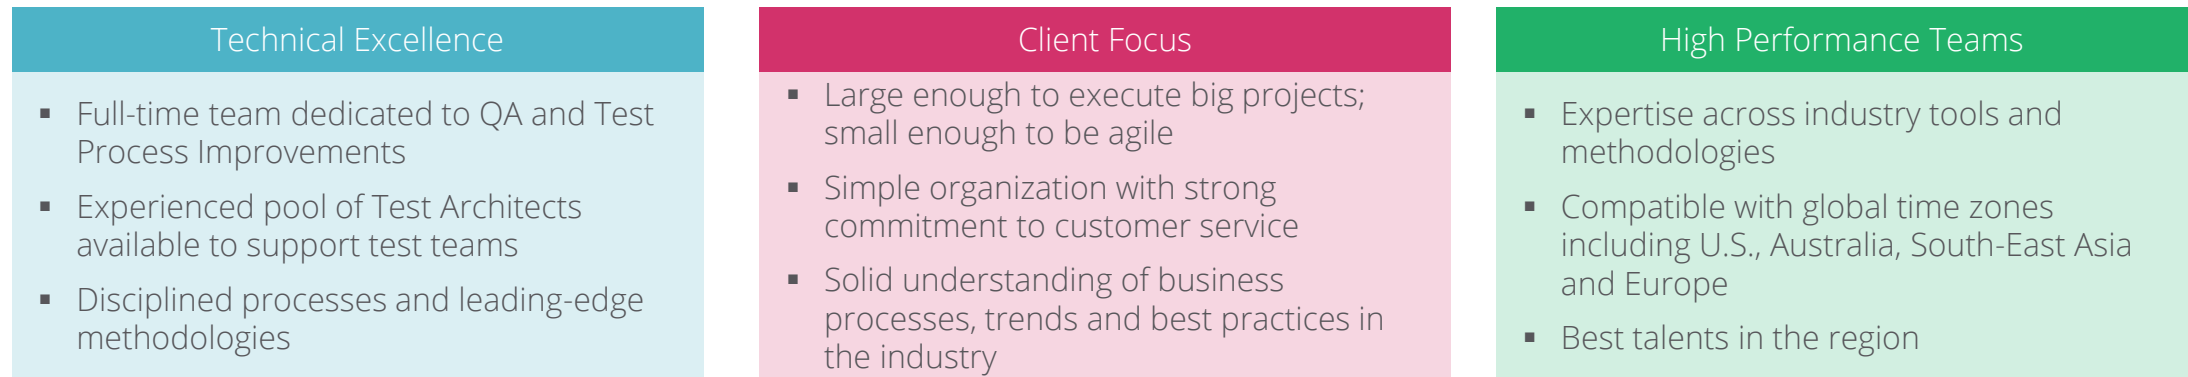 Technical Excellence
▪ Full-time team dedicated to QA and Test
Process Improvements
▪ Experienced pool of Test Architects
available to support test teams
▪ Disciplined processes and leading-edge
methodologies
Client Focus
▪ Large enough to execute big projects;
small enough to be agile
▪ Simple organization with strong
commitment to customer service
▪ Solid understanding of business
processes, trends and best practices in
the industry
High Performance Teams
▪ Expertise across industry tools and
methodologies
▪ Compatible with global time zones
including U.S., Australia, South-East Asia
and Europe
▪ Best talents in the region